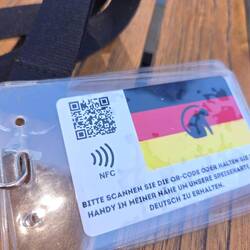 NFC
BITTE SCANNEN SIE DIE QR-CODE ODER HALTEN SIE
HANDY IN MEINER NÄHE UM UNSERE SPEISEKARTE
DEUTSCH ZU ERHALTEN.